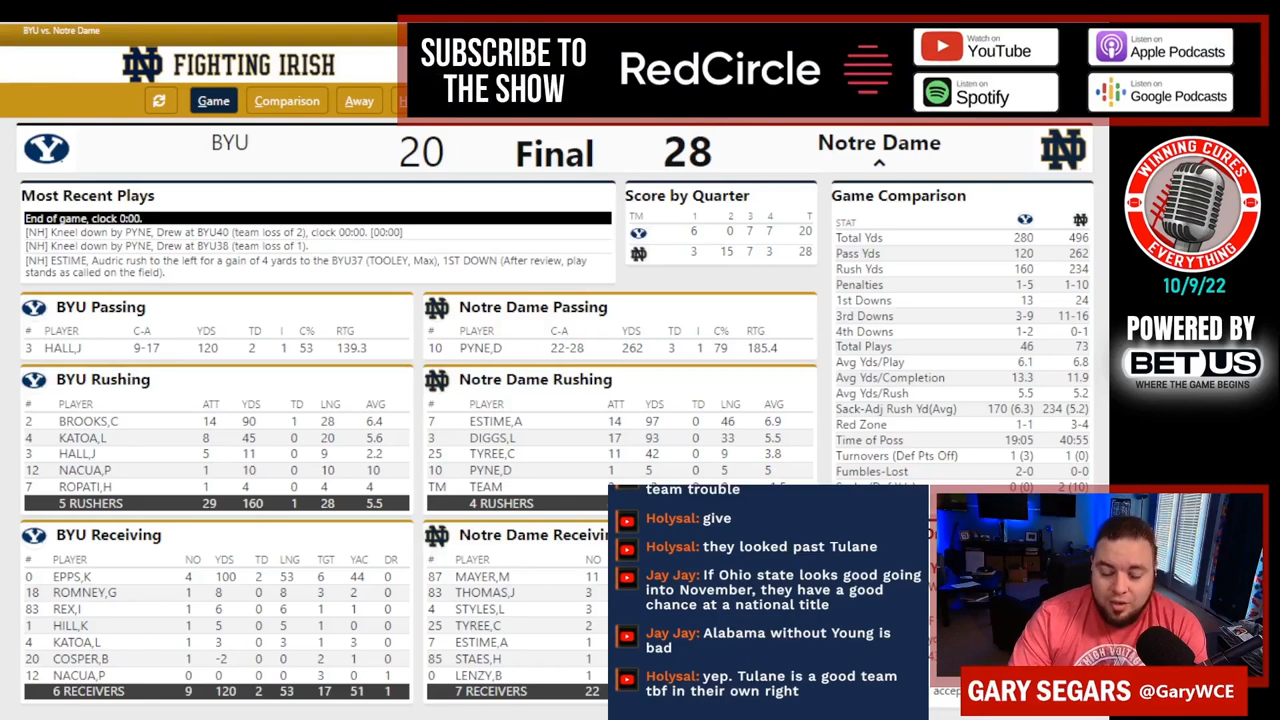 BYU vs. Notre Dame
ND FIGHTING IRISH
Game Comparison Away
SUBSCRIBE TO
THE SHOW
RedCircle
Watch on
YouTube
Listen on
Spotify
Listen on
Apple Podcasts
Listen on
Google Podcasts
BYU 20 Final 28 Notre Dame
Most Recent Plays
End of game, clock 0:00.
[NH] Kneel down by PYNE, Drew at BYU40 (team loss of 2), clock 00:00. [00:00]
[NH] Kneel down by PYNE, Drew at BYU38 (team loss of 1).
[NH] ESTIME, Audric rush to the left for a gain of 4 yards to the BYU37 (TOOLEY, Max), 1ST DOWN (After review, play
stands as called on the field).
Score by Quarter
TM 1 2 3 4 T
6 0 7 7 20
3 15 7 3 28
Game Comparison
STAT
Total Yds 280 496
Pass Yds 120 262
Rush Yds 160 234
Penalties 1-5 1-10
1st Downs 13 24
3rd Downs 3-9 11-16
4th Downs 1-2 0-1
Total Plays 46 73
Avg Yds/Play 6.1 6.8
Avg Yds/Completion 13.3 11.9
Avg Yds/Rush 5.5 5.2
Sack-Adj Rush Yd(Avg) 170 (6.3) 234 (5.2)
Red Zone 1-1 3-4
Time of Poss 19:05 40:55
Turnovers (Def Pts Off) 1 (3) 1 (0)
Fumbles-Lost 2-0 0-0
BYU Passing
# PLAYER C-A YDS TD I C% RTG
3 HALL,J 9-17 120 2 1 53 139.3
Notre Dame Passing
# PLAYER C-A YDS TD I C% RTG
10 PYNE,D 22-28 262 3 1 79 185.4
BYU Rushing
# PLAYER ATT YDS TD LNG AVG
2 BROOKS,C 14 90 1 28 6.4
4 KATOA,L 8 45 0 20 5.6
3 HALL,J 5 11 0 9 2.2
12 NACUA,P 1 10 0 10 10
7 ROPATI,H 1 4 0 4 4
5 RUSHERS 29 160 1 28 5.5
Notre Dame Rushing
# PLAYER ATT YDS TD LNG AVG
7 ESTIME,A 14 97 0 46 6.9
3 DIGGS,L 17 93 0 33 5.5
25 TYREE,C 11 42 0 9 3.8
10 PYNE,D 1 5 0 5 5
TM TEAM
4 RUSHERS
BYU Receiving
# PLAYER NO YDS TD LNG TGT YAC DR
0 EPPS,K 4 100 2 53 6 44 0
18 ROMNEY,G 1 8 0 8 3 2 0
83 REX,I 1 6 0 6 1 1 0
1 HILL,K 1 5 0 5 1 1 0
4 KATOA,L 1 3 0 3 1 3 0
20 COSPER,B 1 -2 0 0 2 1 0
12 NACUA,P 0 0 0 0 3 0 1
6 RECEIVERS 9 120 2 53 17 51 1
Notre Dame Receivin
# PLAYER NO
87 MAYER,M 11
83 THOMAS,J 3
4 STYLES,L 3
25 TYREE,C 2
7 ESTIME,A 1
85 STAES,H 1
0 LENZY,B 1
7 RECEIVERS 22
team trouble
Holysal: give
Holysal: they looked past Tulane
Jay Jay: If Ohio state looks good going
into November, they have a good
chance at a national title
Jay Jay: Alabama without Young is
bad
Holysal: yep. Tulane is a good team
tbf in their own right
WINNING CURES
EVERYTHING
10/9/22
POWERED BY
BETUS
WHERE THE GAME BEGINS
GARY SEGARS @GaryWCE